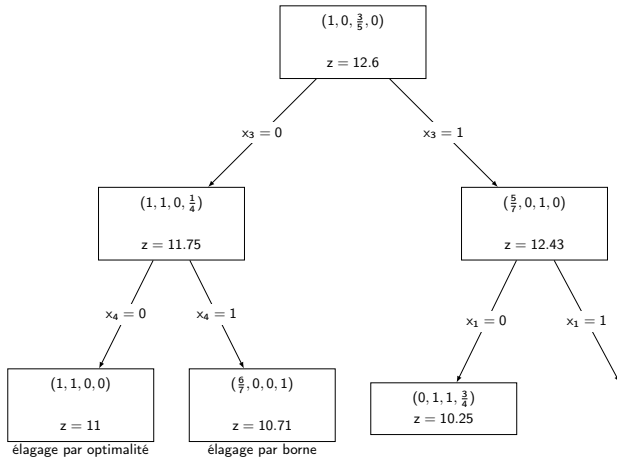 (1, 0, 3/5, 0)
z = 12.6
x₃ = 0
x₃ = 1
(1, 1, 0, 1/4)
z = 11.75
(5/7, 0, 1, 0)
z = 12.43
x₄ = 0
x₄ = 1
x₁ = 0
x₁ = 1
(1, 1, 0, 0)
z = 11
élagage par optimalité
(6/7, 0, 0, 1)
z = 10.71
élagage par borne
(0, 1, 1, 3/4)
z = 10.25